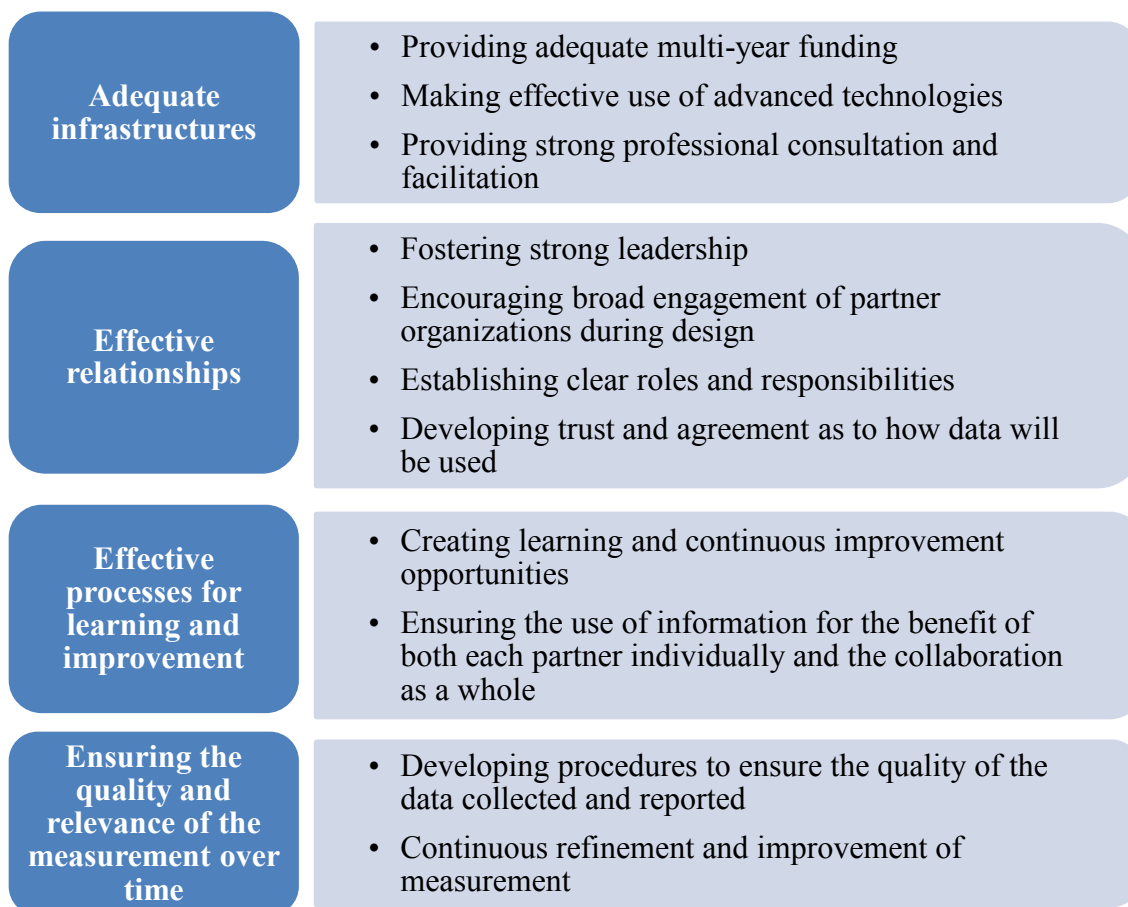 Adequate
infrastructures
• Providing adequate multi-year funding
• Making effective use of advanced technologies
• Providing strong professional consultation and
facilitation
Effective
relationships
• Fostering strong leadership
• Encouraging broad engagement of partner
organizations during design
• Establishing clear roles and responsibilities
• Developing trust and agreement as to how data will
be used
Effective
processes for
learning and
improvement
• Creating learning and continuous improvement
opportunities
• Ensuring the use of information for the benefit of
both each partner individually and the collaboration
as a whole
Ensuring the
quality and
relevance of the
measurement over
time
• Developing procedures to ensure the quality of the
data collected and reported
• Continuous refinement and improvement of
measurement